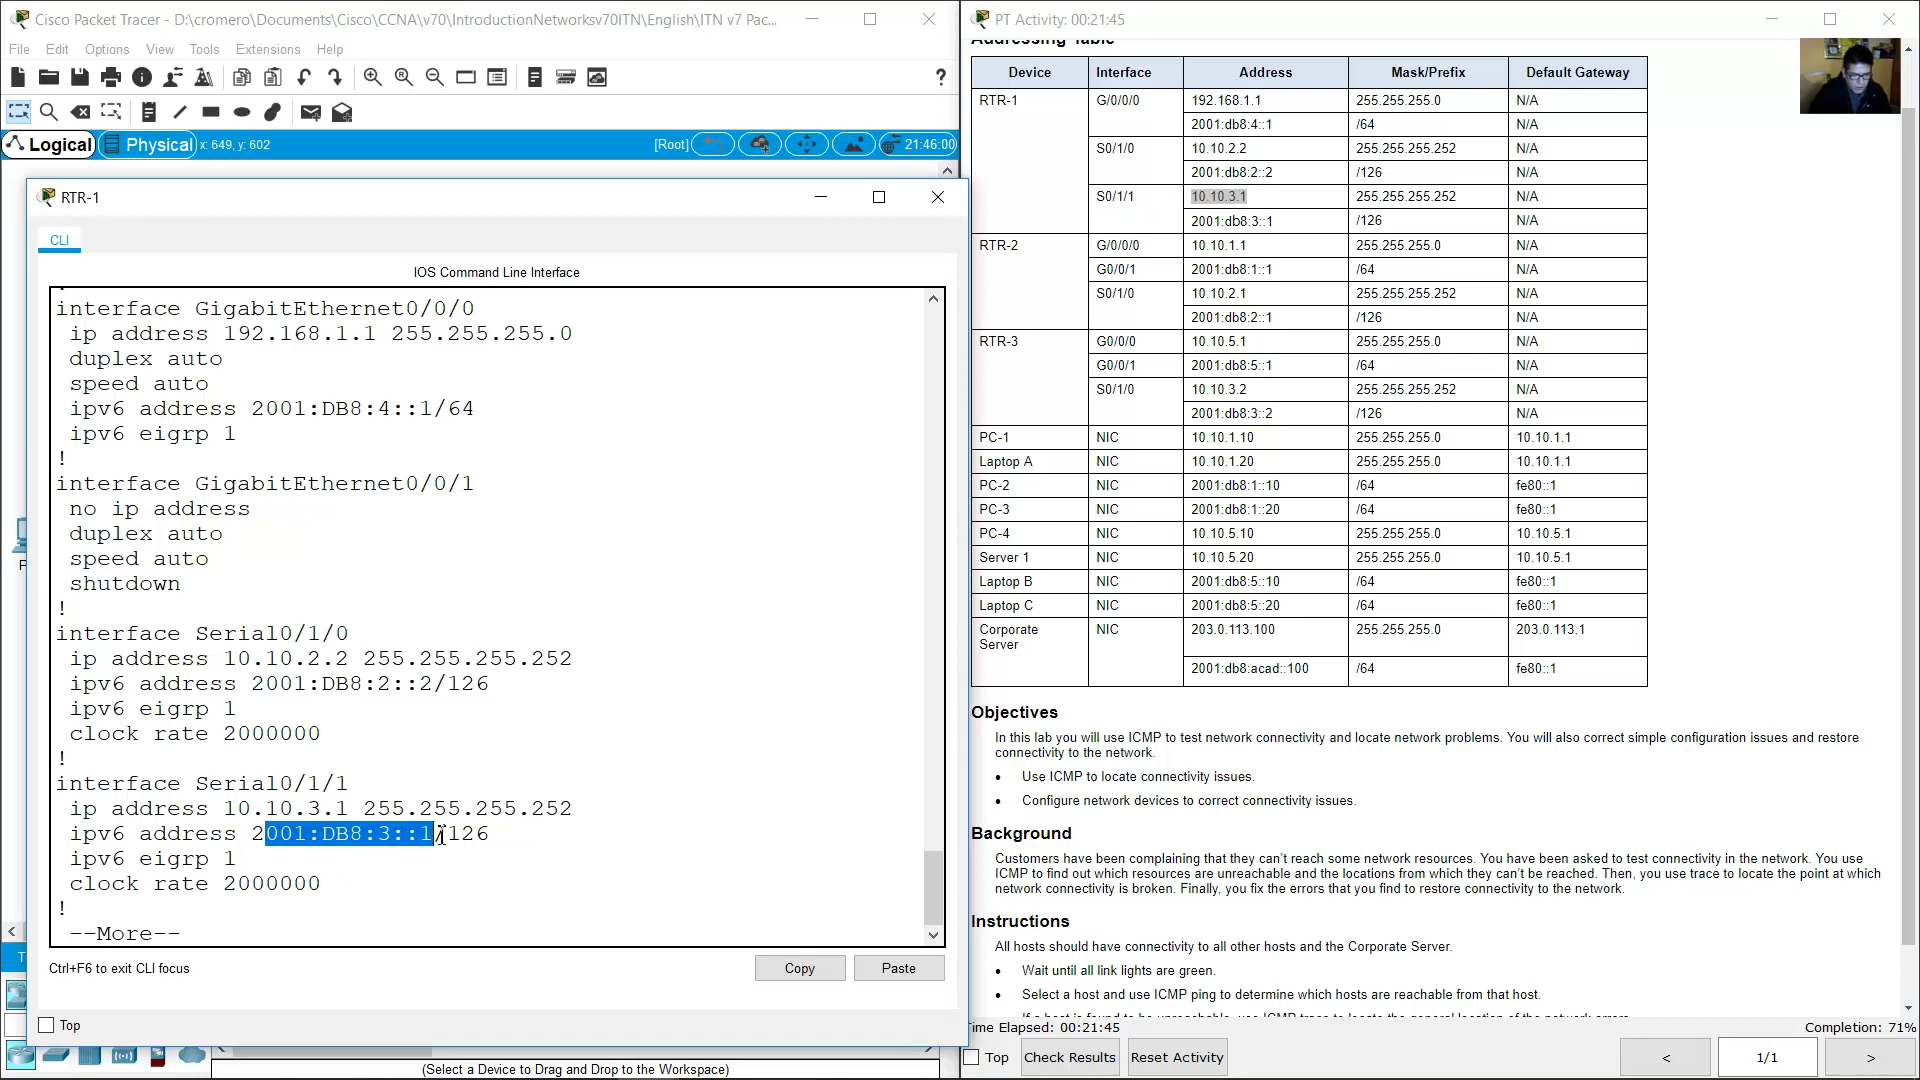 Cisco Packet Tracer - D:\cromero\Documents\Cisco\CCNA\v70\IntroductionNetworksv70ITN\English\ITN v7 Pac...
File Edit Options View Tools Extensions Help
?
Logical Physical x: 649, y: 602 [Root] 21:46:00
RTR-1
CLI
IOS Command Line Interface
interface GigabitEthernet0/0/0
ip address 192.168.1.1 255.255.255.0
duplex auto
speed auto
ipv6 address 2001:DB8:4::1/64
ipv6 eigrp 1
!
interface GigabitEthernet0/0/1
no ip address
duplex auto
speed auto
shutdown
!
interface Serial0/1/0
ip address 10.10.2.2 255.255.255.252
ipv6 address 2001:DB8:2::2/126
ipv6 eigrp 1
clock rate 2000000
!
interface Serial0/1/1
ip address 10.10.3.1 255.255.255.252
ipv6 address 2001:DB8:3::1/126
ipv6 eigrp 1
clock rate 2000000
!
--More--
Ctrl+F6 to exit CLI focus Copy Paste
Top
(Select a Device to Drag and Drop to the Workspace)
PT Activity: 00:21:45
Addressing Table
Device Interface Address Mask/Prefix Default Gateway
RTR-1 G/0/0/0 192.168.1.1 255.255.255.0 N/A
2001:db8:4::1 /64 N/A
S0/1/0 10.10.2.2 255.255.255.252 N/A
2001:db8:2::2 /126 N/A
S0/1/1 10.10.3.1 255.255.255.252 N/A
2001:db8:3::1 /126 N/A
RTR-2 G/0/0/0 10.10.1.1 255.255.255.0 N/A
G0/0/1 2001:db8:1::1 /64 N/A
S0/1/0 10.10.2.1 255.255.255.252 N/A
2001:db8:2::1 /126 N/A
RTR-3 G0/0/0 10.10.5.1 255.255.255.0 N/A
G0/0/1 2001:db8:5::1 /64 N/A
S0/1/0 10.10.3.2 255.255.255.252 N/A
2001:db8:3::2 /126 N/A
PC-1 NIC 10.10.1.10 255.255.255.0 10.10.1.1
Laptop A NIC 10.10.1.20 255.255.255.0 10.10.1.1
PC-2 NIC 2001:db8:1::10 /64 fe80::1
PC-3 NIC 2001:db8:1::20 /64 fe80::1
PC-4 NIC 10.10.5.10 255.255.255.0 10.10.5.1
Server 1 NIC 10.10.5.20 255.255.255.0 10.10.5.1
Laptop B NIC 2001:db8:5::10 /64 fe80::1
Laptop C NIC 2001:db8:5::20 /64 fe80::1
Corporate NIC 203.0.113.100 255.255.255.0 203.0.113.1
Server
2001:db8:acad::100 /64 fe80::1
Objectives
In this lab you will use ICMP to test network connectivity and locate network problems. You will also correct simple configuration issues and restore
connectivity to the network.
• Use ICMP to locate connectivity issues.
• Configure network devices to correct connectivity issues.
Background
Customers have been complaining that they can't reach some network resources. You have been asked to test connectivity in the network. You use
ICMP to find out which resources are unreachable and the locations from which they can't be reached. Then, you use trace to locate the point at which
network connectivity is broken. Finally, you fix the errors that you find to restore connectivity to the network.
Instructions
All hosts should have connectivity to all other hosts and the Corporate Server.
• Wait until all link lights are green.
• Select a host and use ICMP ping to determine which hosts are reachable from that host.
Time Elapsed: 00:21:45 Completion: 71%
Top Check Results Reset Activity < 1/1 >